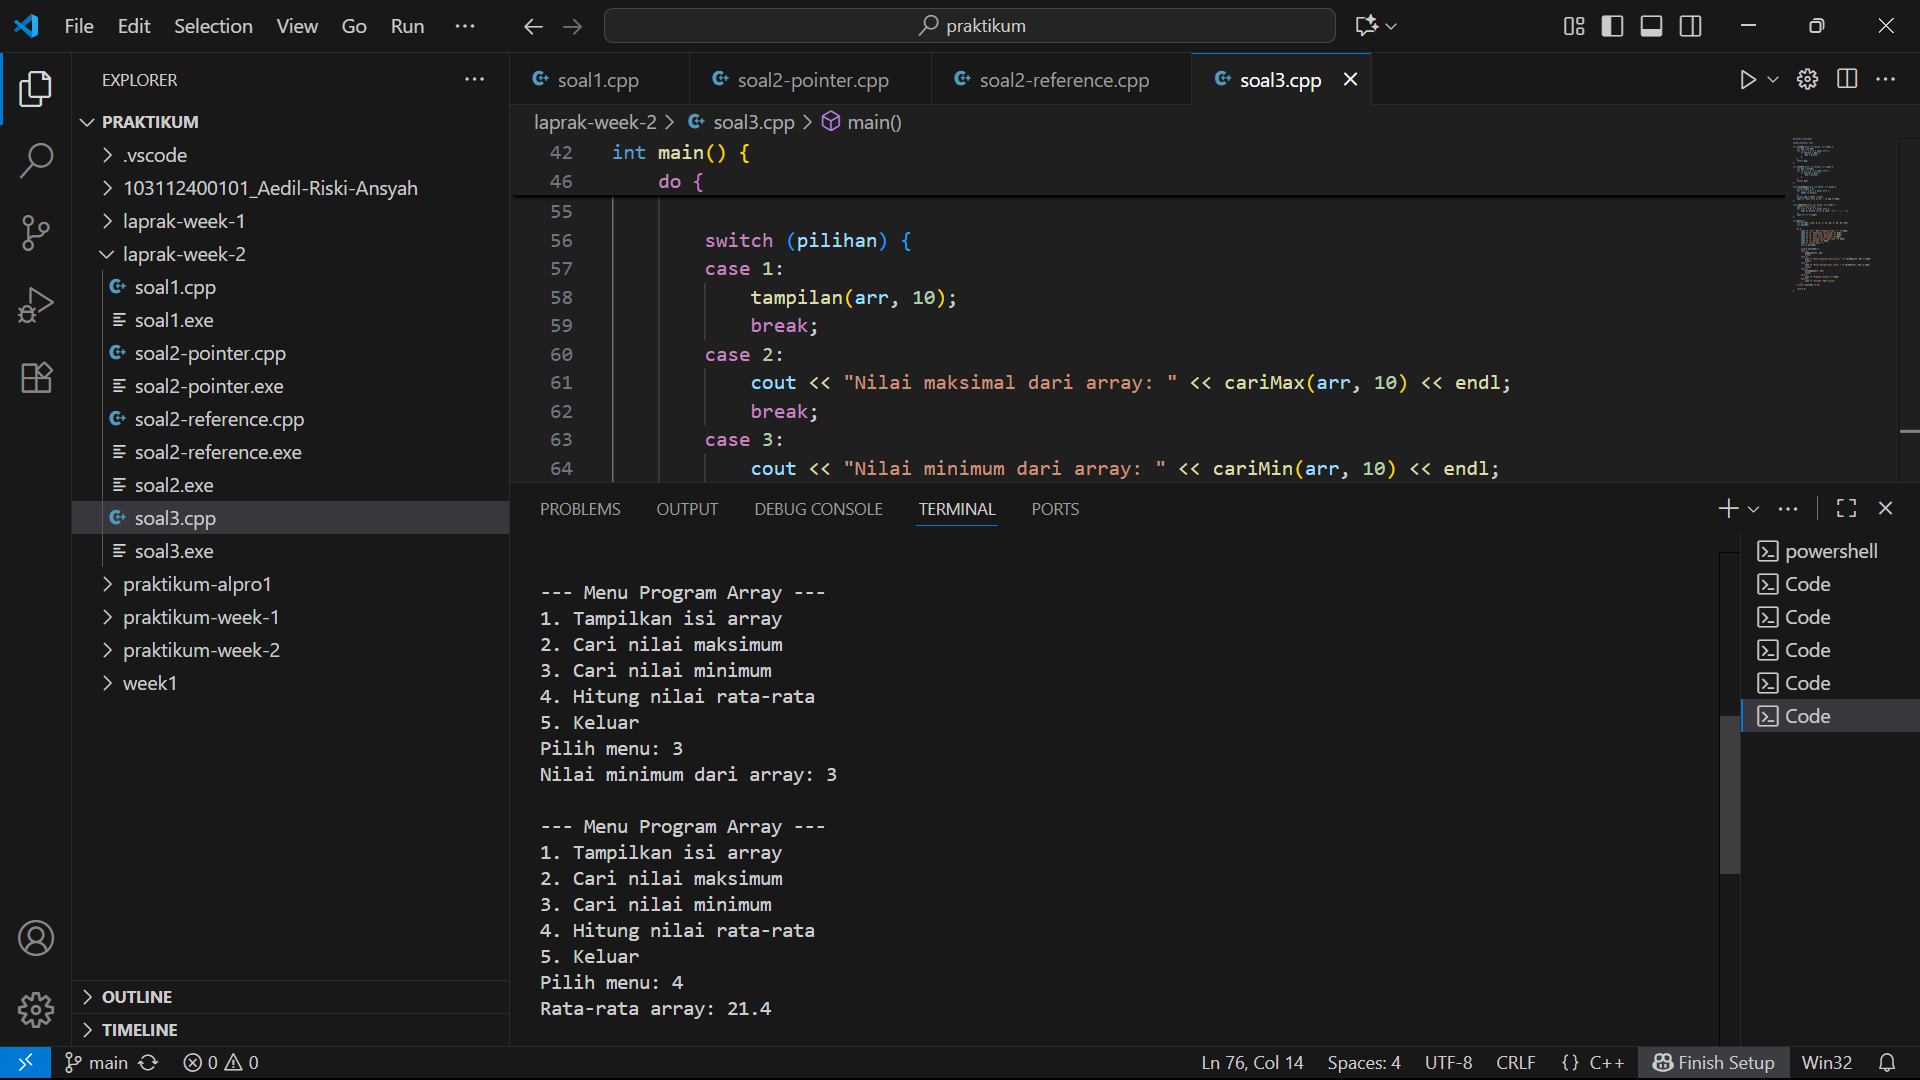 File Edit Selection View Go Run ... praktikum
EXPLORER ...
PRAKTIKUM
.vscode
103112400101_Aedil-Riski-Ansyah
laprak-week-1
laprak-week-2
soal1.cpp
soal1.exe
soal2-pointer.cpp
soal2-pointer.exe
soal2-reference.cpp
soal2-reference.exe
soal2.exe
soal3.cpp
soal3.exe
praktikum-alpro1
praktikum-week-1
praktikum-week-2
week1
OUTLINE
TIMELINE
soal1.cpp soal2-pointer.cpp soal2-reference.cpp soal3.cpp
laprak-week-2 > soal3.cpp > main()
42 int main() {
46 do {
55
56 switch (pilihan) {
57 case 1:
58 tampilan(arr, 10);
59 break;
60 case 2:
61 cout << "Nilai maksimal dari array: " << cariMax(arr, 10) << endl;
62 break;
63 case 3:
64 cout << "Nilai minimum dari array: " << cariMin(arr, 10) << endl;
PROBLEMS OUTPUT DEBUG CONSOLE TERMINAL PORTS
--- Menu Program Array ---
1. Tampilkan isi array
2. Cari nilai maksimum
3. Cari nilai minimum
4. Hitung nilai rata-rata
5. Keluar
Pilih menu: 3
Nilai minimum dari array: 3
--- Menu Program Array ---
1. Tampilkan isi array
2. Cari nilai maksimum
3. Cari nilai minimum
4. Hitung nilai rata-rata
5. Keluar
Pilih menu: 4
Rata-rata array: 21.4
powershell
Code
Code
Code
Code
Code
main 0 0 Ln 76, Col 14 Spaces: 4 UTF-8 CRLF {} C++ Finish Setup Win32